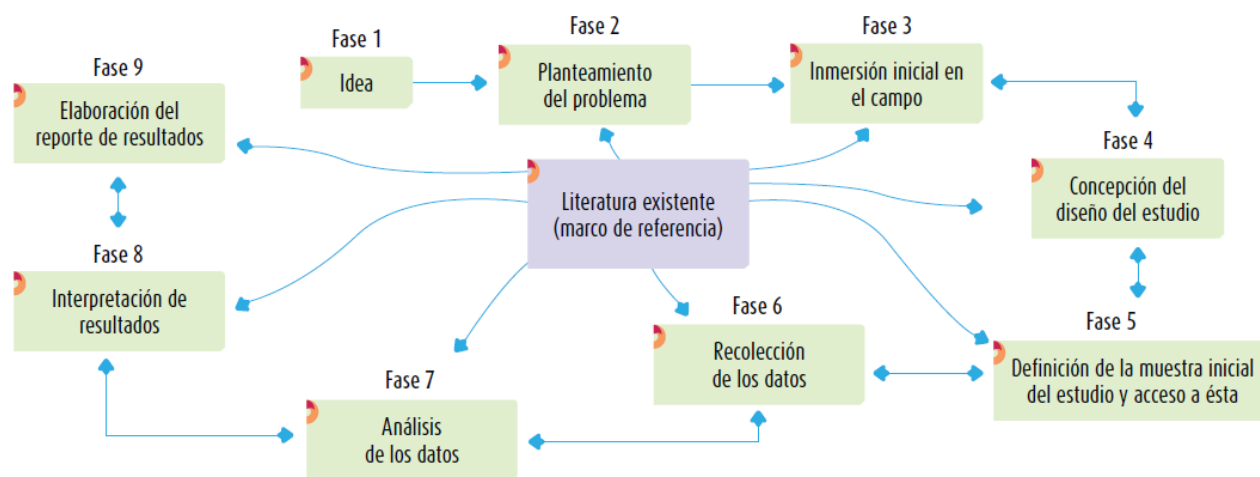 Fase 1
Idea
Fase 2
Planteamiento
del problema
Fase 3
Inmersión inicial en
el campo
Fase 4
Concepción del
diseño del estudio
Fase 5
Definición de la muestra inicial
del estudio y acceso a ésta
Fase 6
Recolección
de los datos
Fase 7
Análisis
de los datos
Fase 8
Interpretación de
resultados
Fase 9
Elaboración del
reporte de resultados
Literatura existente
(marco de referencia)